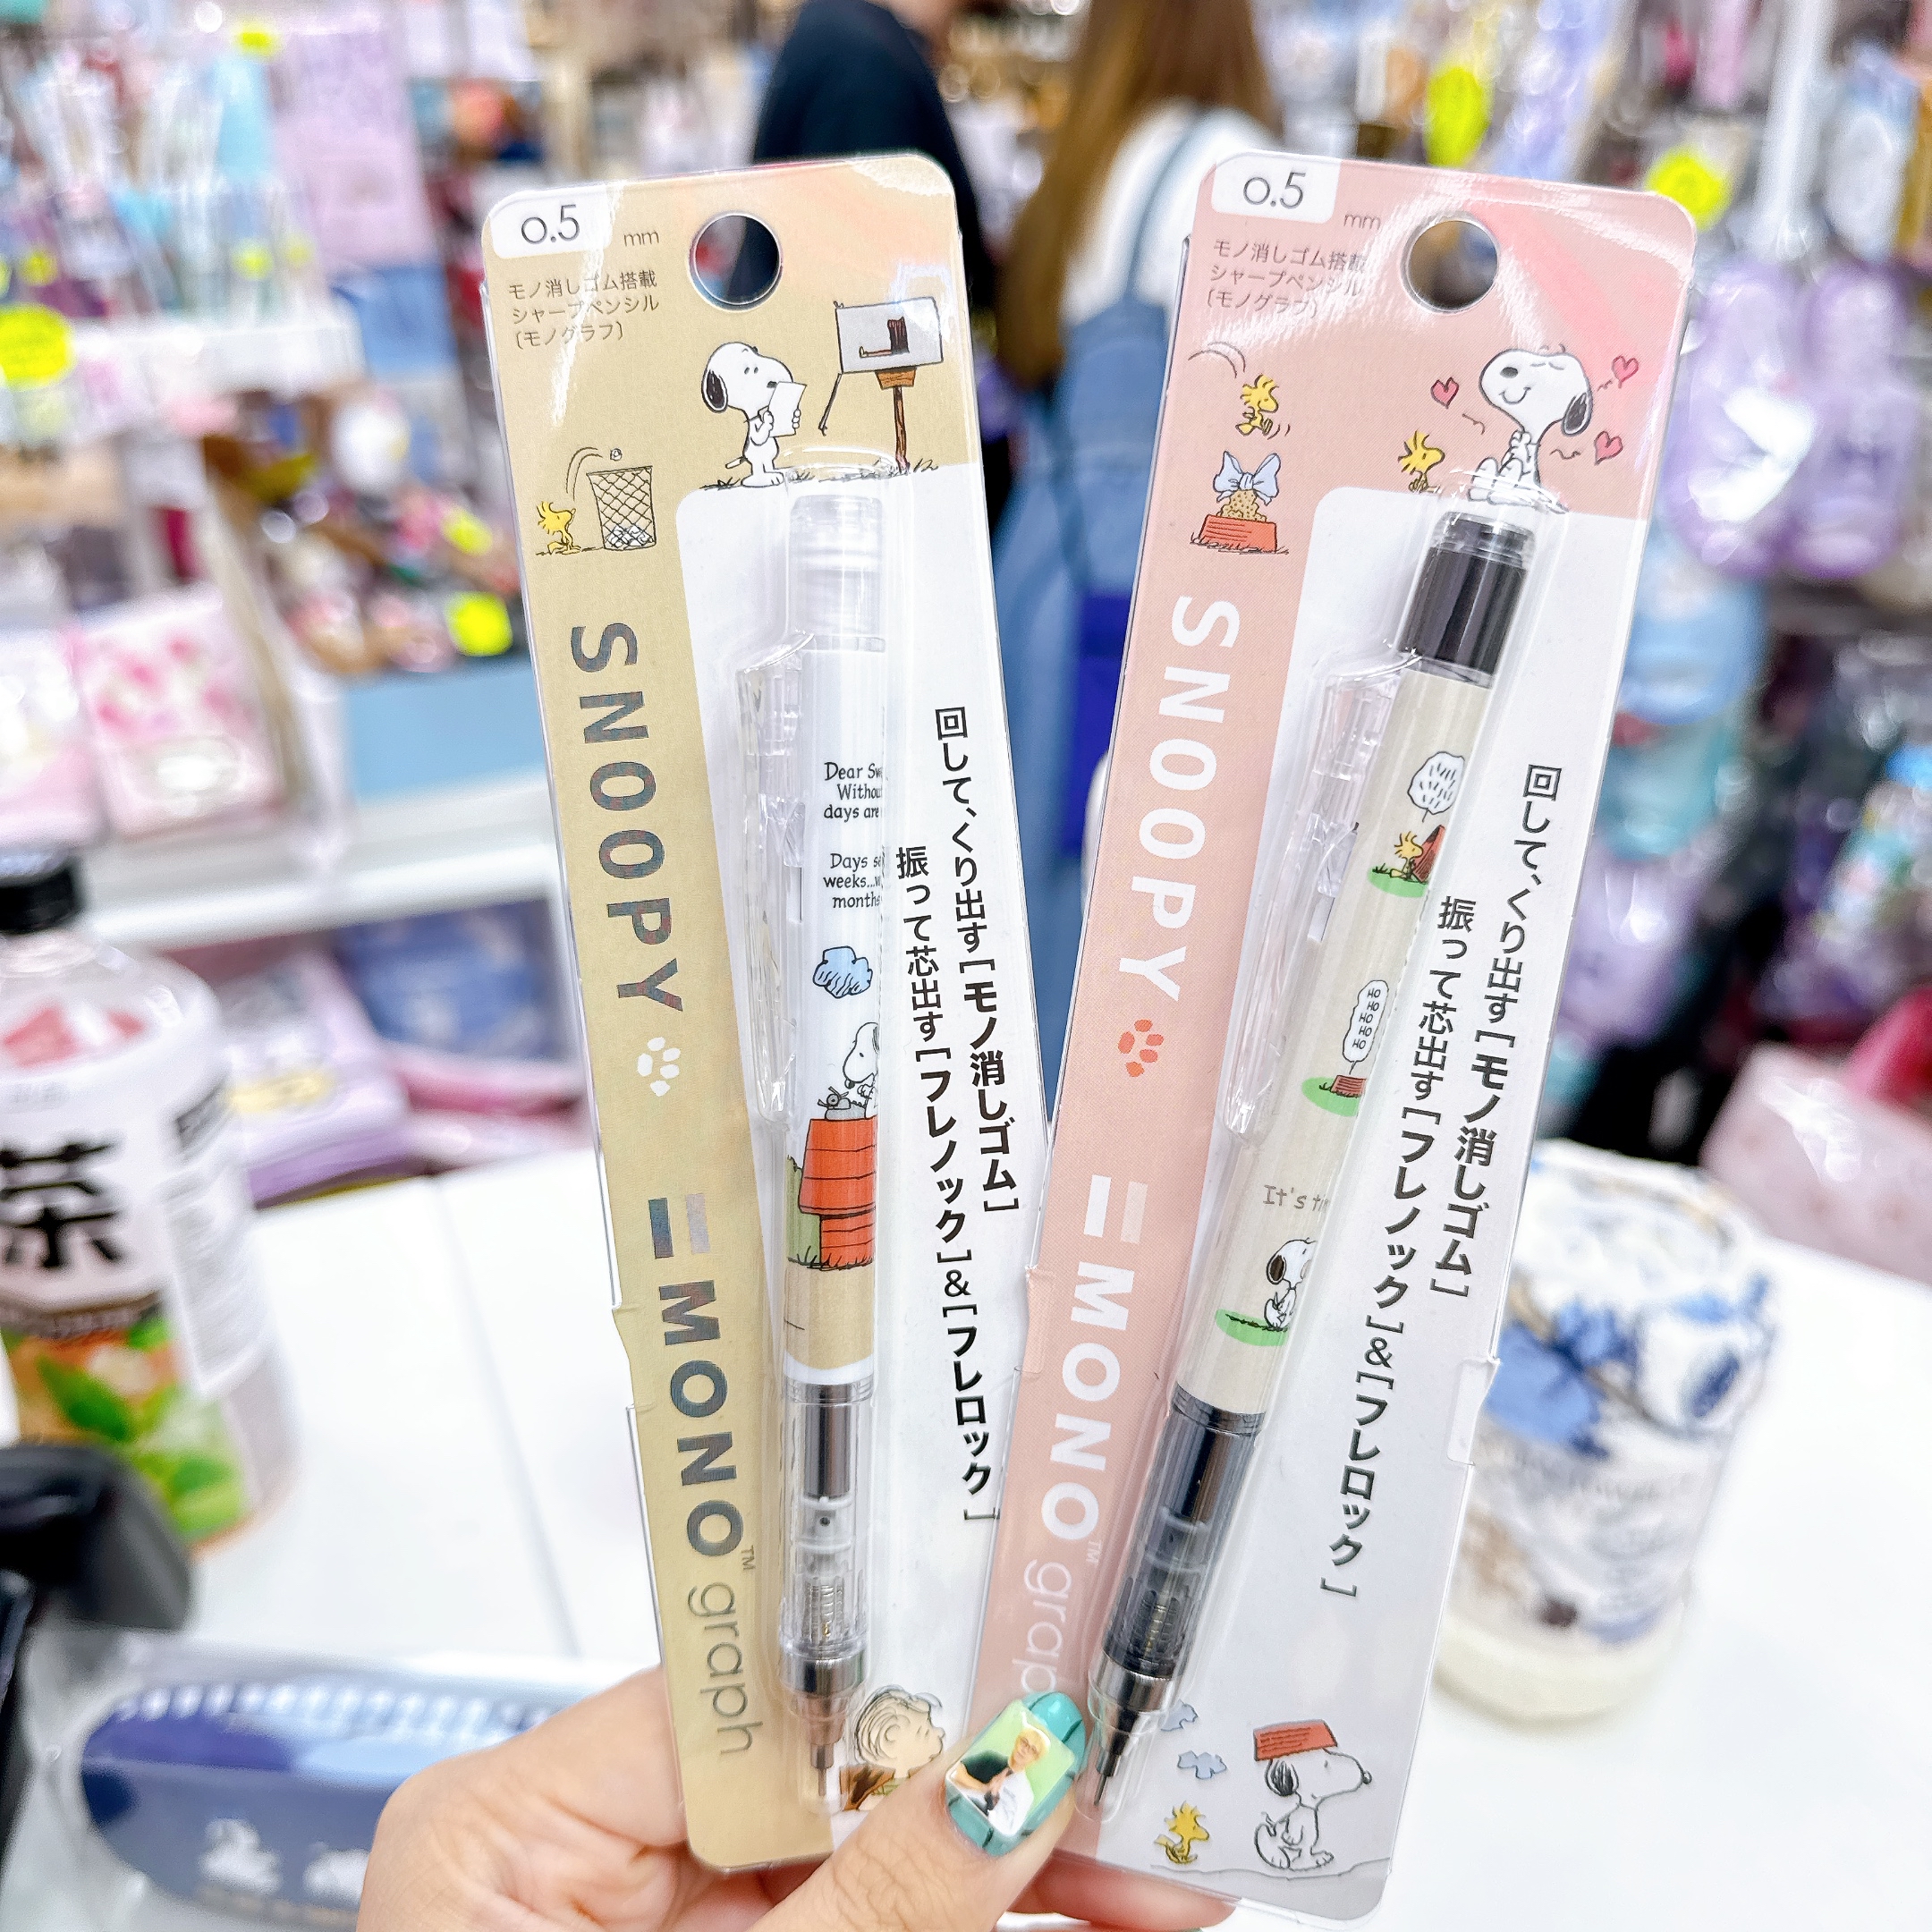 0.5 mm
モノ消しゴム搭載
シャープペンシル
〔モノグラフ〕
SNOOPY
MONO™ graph
Dear
days are
Days
weeks...
months
回して、くり出す［モノ消しゴム］
振って芯出す［フレノック］&［フレロック］
0.5 mm
モノ消しゴム搭載
シャープペンシル
〔モノグラフ〕
SNOOPY
MONO™ graph
HO
HO
HO
HO
HO
It's
回して、くり出す［モノ消しゴム］
振って芯出す［フレノック］&［フレロック］
茶